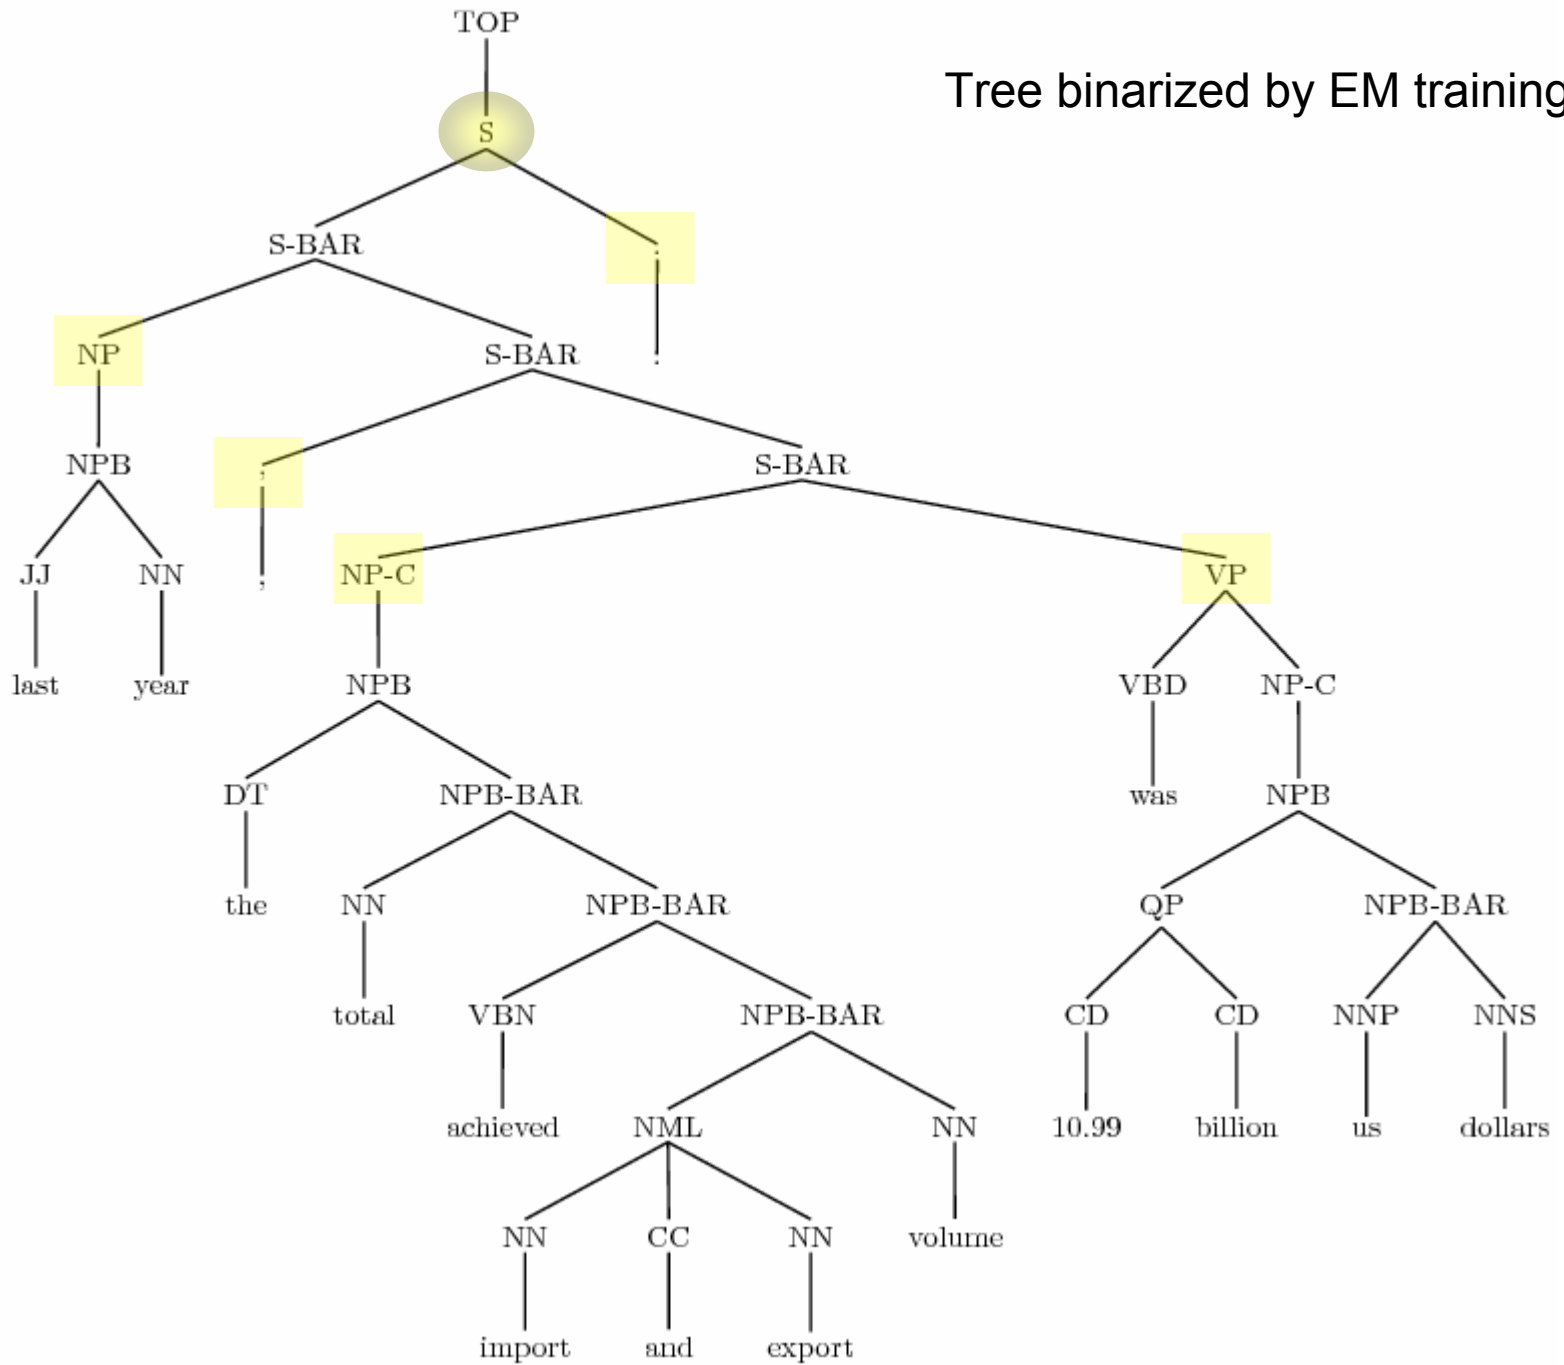 TOP
Tree binarized by EM training
S
S-BAR .
NP S-BAR .
NPB , S-BAR
JJ NN , NP-C VP
last year NPB VBD NP-C
DT NPB-BAR was NPB
the NN NPB-BAR QP NPB-BAR
total VBN NPB-BAR CD CD NNP NNS
achieved NML NN 10.99 billion us dollars
NN CC NN volume
import and export